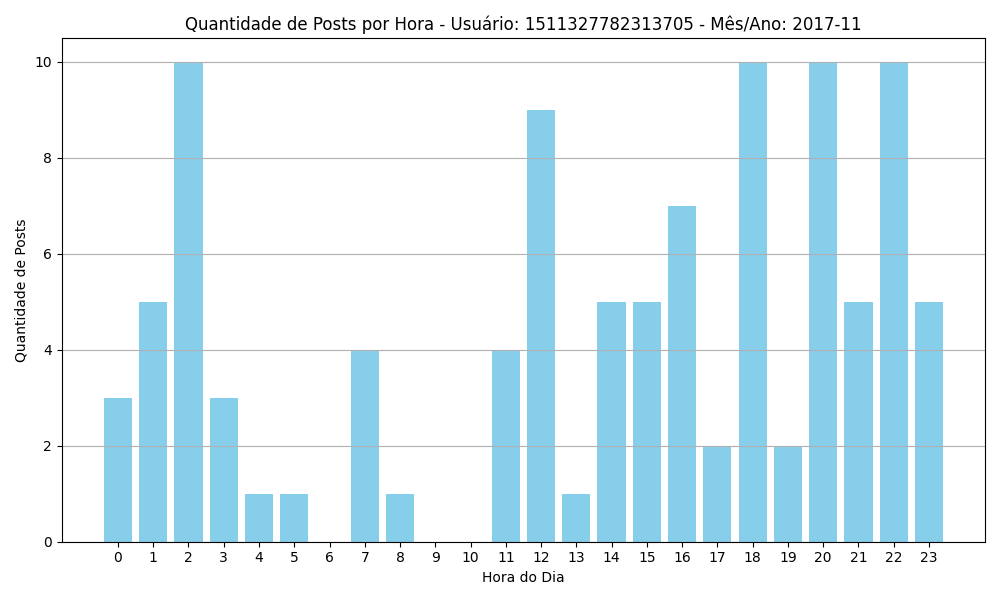 Quantidade de Posts por Hora - Usuário: 1511327782313705 - Mês/Ano: 2017-11
Quantidade de Posts
10
8
6
4
2
0
0 1 2 3 4 5 6 7 8 9 10 11 12 13 14 15 16 17 18 19 20 21 22 23
Hora do Dia